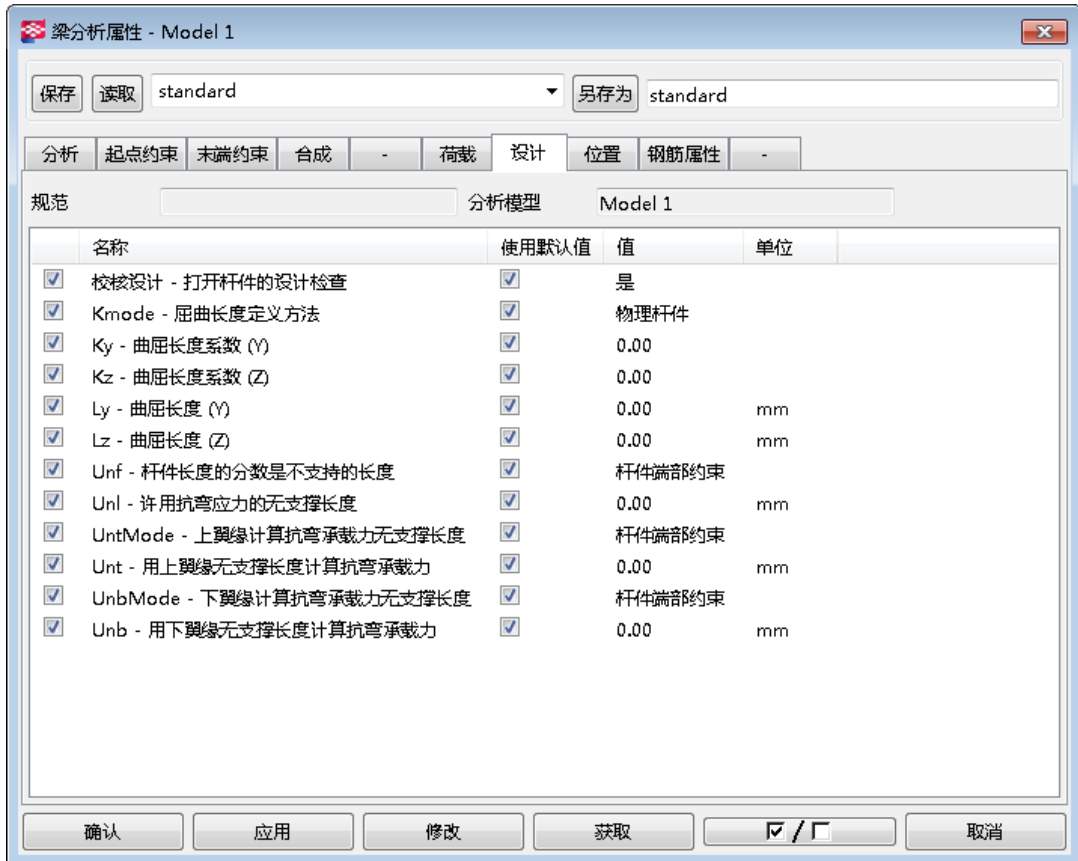 梁分析属性 - Model 1
保存 读取 standard 另存为 standard
分析 起点约束 末端约束 合成 - 荷载 设计 位置 钢筋属性 -
规范 分析模型 Model 1
名称 使用默认值 值 单位
校核设计 - 打开杆件的设计检查 是
Kmode - 屈曲长度定义方法 物理杆件
Ky - 曲屈长度系数 (Y) 0.00
Kz - 曲屈长度系数 (Z) 0.00
Ly - 曲屈长度 (Y) 0.00 mm
Lz - 曲屈长度 (Z) 0.00 mm
Unf - 杆件长度的分数是不支持的长度 杆件端部约束
Unl - 许用抗弯应力的无支撑长度 0.00 mm
UntMode - 上翼缘计算抗弯承载力无支撑长度 杆件端部约束
Unt - 用上翼缘无支撑长度计算抗弯承载力 0.00 mm
UnbMode - 下翼缘计算抗弯承载力无支撑长度 杆件端部约束
Unb - 用下翼缘无支撑长度计算抗弯承载力 0.00 mm
确认 应用 修改 获取 / 取消